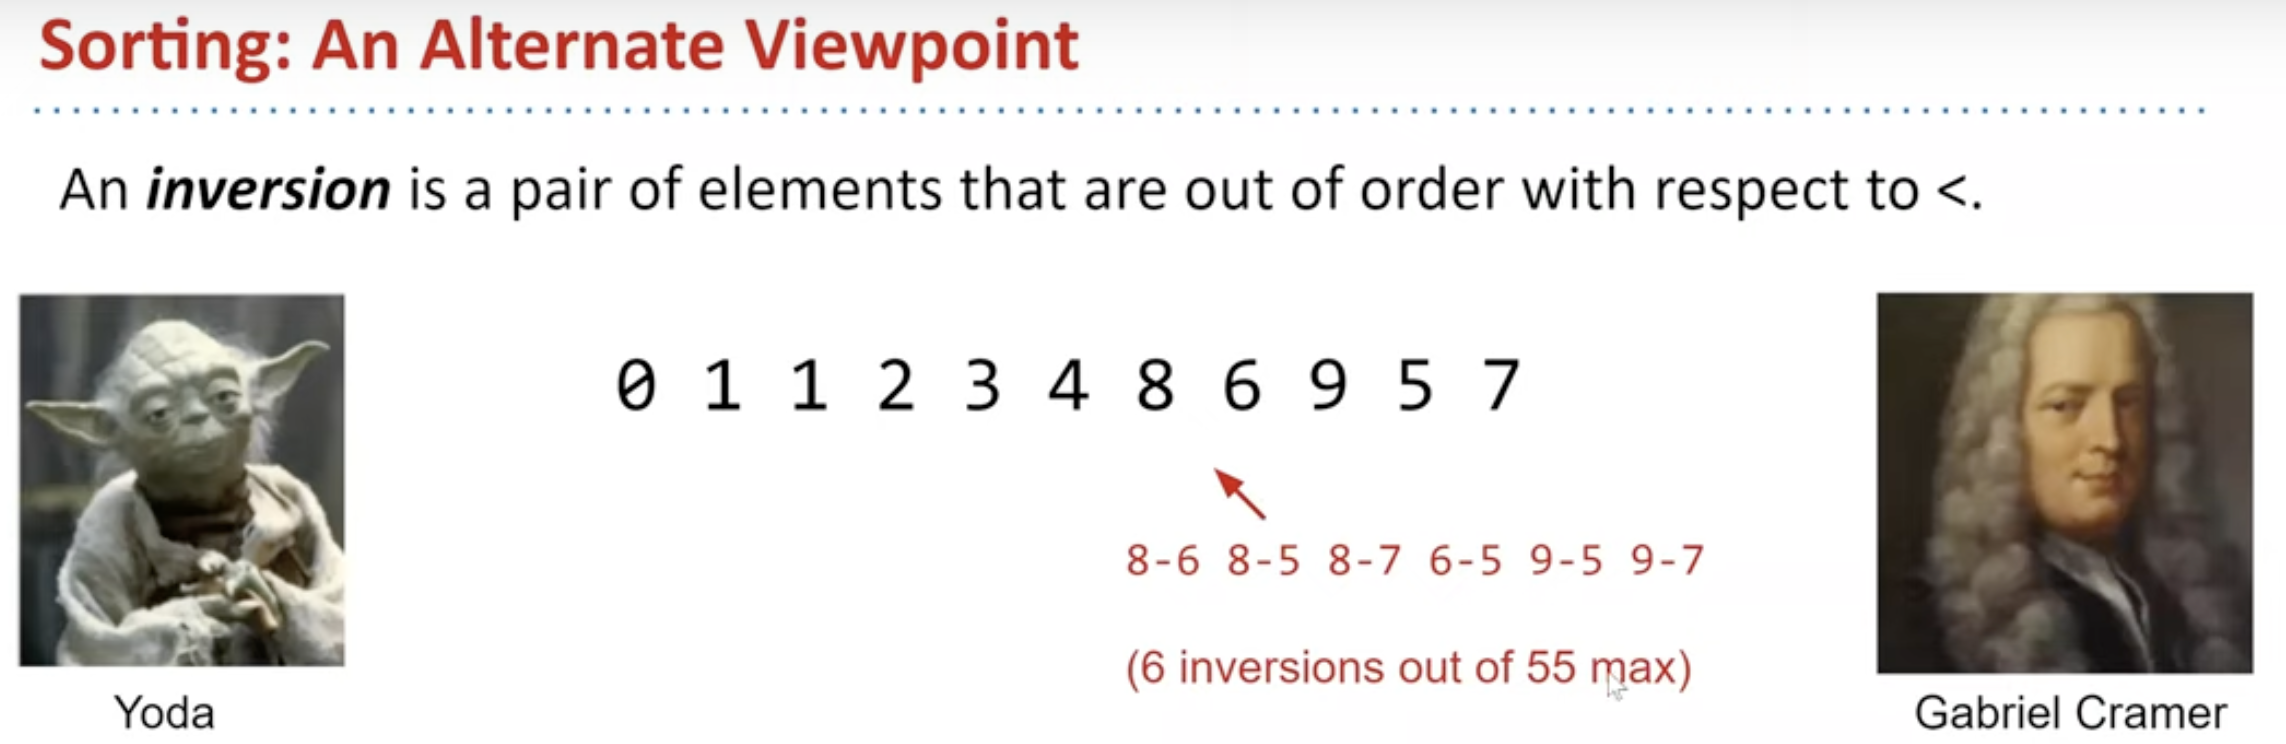 Sorting: An Alternate Viewpoint
An inversion is a pair of elements that are out of order with respect to <.
0 1 1 2 3 4 8 6 9 5 7
8-6 8-5 8-7 6-5 9-5 9-7
(6 inversions out of 55 max)
Yoda
Gabriel Cramer